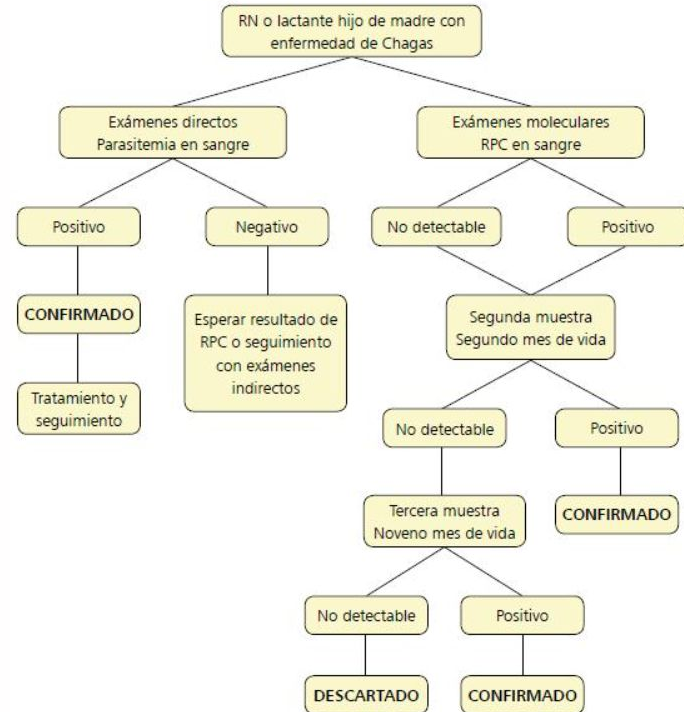 RN o lactante hijo de madre con
enfermedad de Chagas
Exámenes directos
Parasitemia en sangre
Exámenes moleculares
RPC en sangre
Positivo
Negativo
No detectable
Positivo
CONFIRMADO
Esperar resultado de
RPC o seguimiento
con exámenes
indirectos
Segunda muestra
Segundo mes de vida
Tratamiento y
seguimiento
No detectable
Positivo
Tercera muestra
Noveno mes de vida
CONFIRMADO
No detectable
Positivo
DESCARTADO
CONFIRMADO